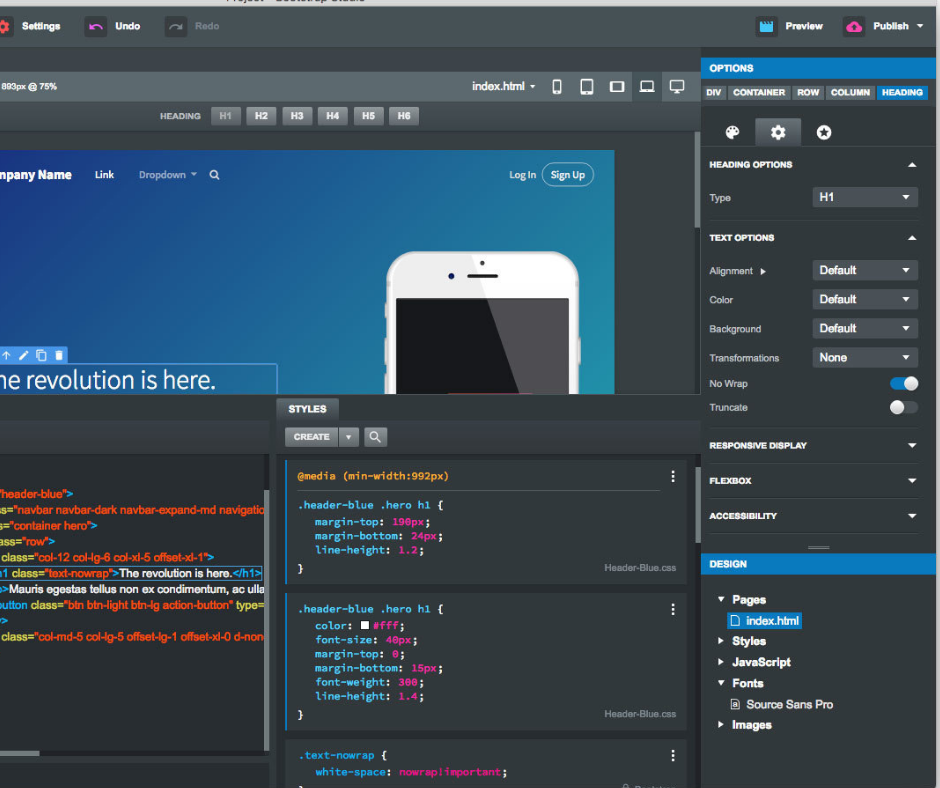 Project - Bootstrap Studio
Settings Undo Redo Preview Publish
893px @ 75% index.html
HEADING H1 H2 H3 H4 H5 H6
mpany Name Link Dropdown Log In Sign Up
he revolution is here.
OPTIONS
DIV CONTAINER ROW COLUMN HEADING
HEADING OPTIONS
Type H1
TEXT OPTIONS
Alignment Default
Color Default
Background Default
Transformations None
No Wrap
Truncate
RESPONSIVE DISPLAY
FLEXBOX
ACCESSIBILITY
"header-blue">
ss="navbar navbar-dark navbar-expand-md navigatio
s="container hero">
ass="row">
class="col-12 col-lg-6 col-xl-5 offset-xl-1">
h1 class="text-nowrap">The revolution is here.</h1>
>Mauris egestas tellus non ex condimentum, ac ulla
utton class="btn btn-light btn-lg action-button" type=
>
class="col-md-5 col-lg-5 offset-lg-1 offset-xl-0 d-non
STYLES
CREATE
@media (min-width:992px)
.header-blue .hero h1 {
margin-top: 190px;
margin-bottom: 24px;
line-height: 1.2;
}
Header-Blue.css
.header-blue .hero h1 {
color: #fff;
font-size: 40px;
margin-top: 0;
margin-bottom: 15px;
font-weight: 300;
line-height: 1.4;
}
Header-Blue.css
.text-nowrap {
white-space: nowrap!important;
DESIGN
Pages
index.html
Styles
JavaScript
Fonts
Source Sans Pro
Images